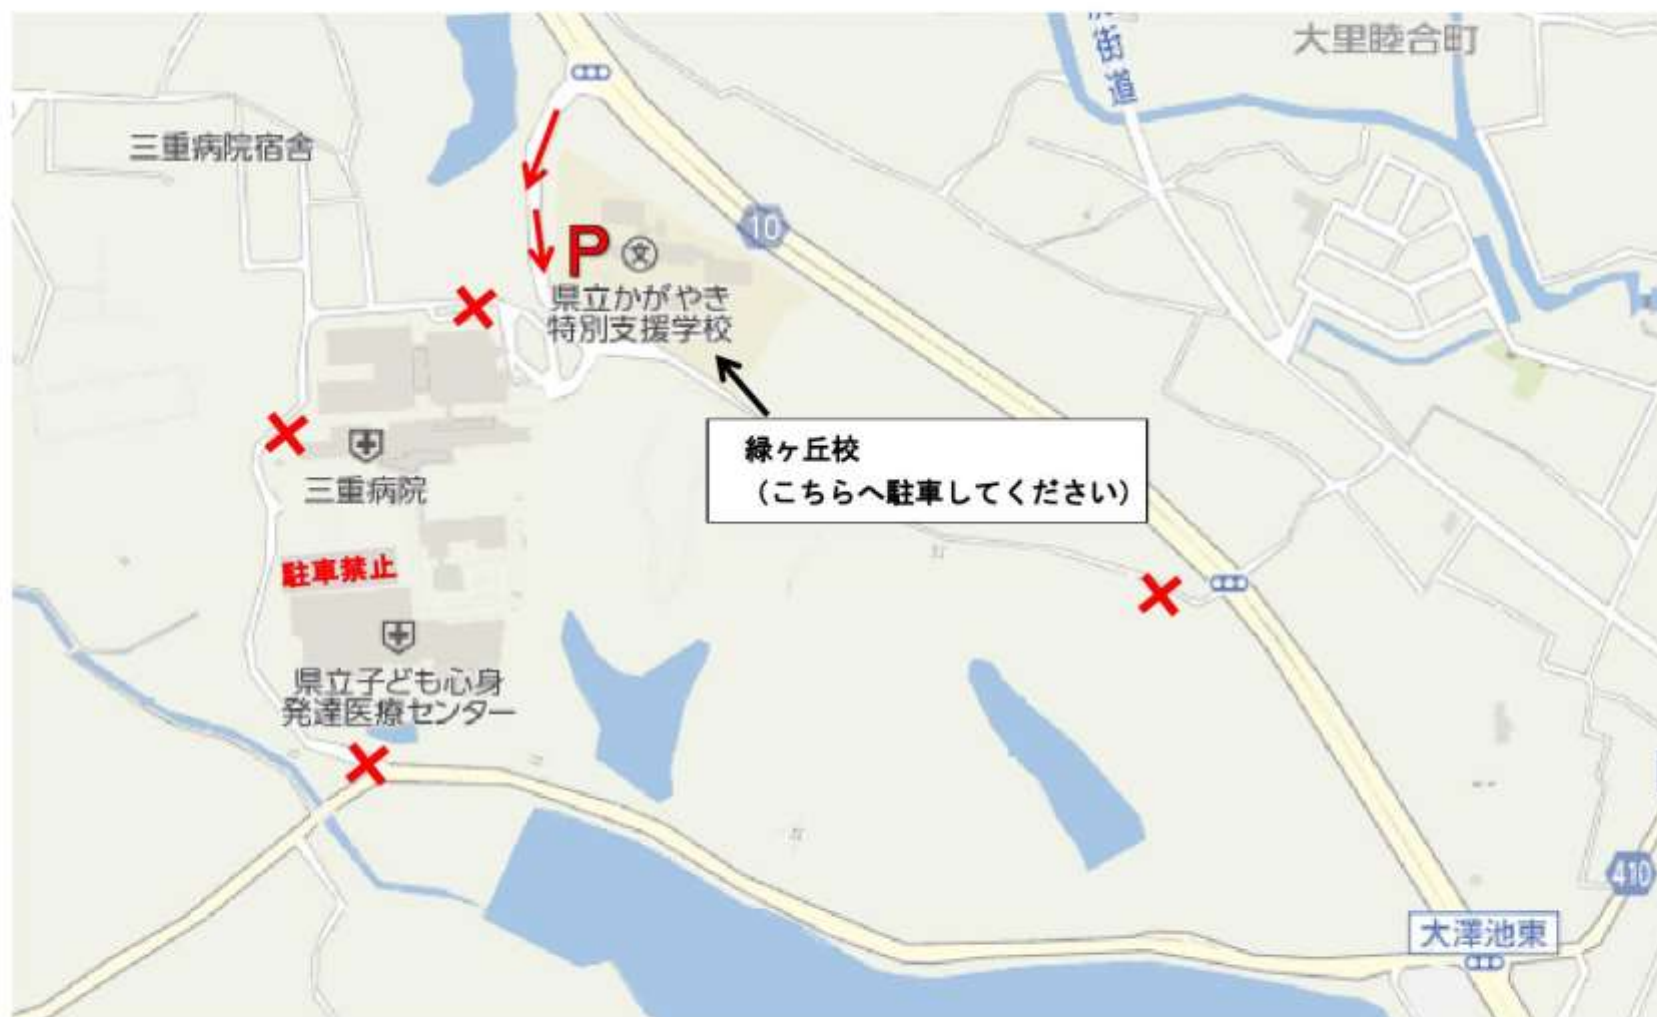 大里睦合町
街道
三重病院宿舎
10
P
文
県立かがやき
特別支援学校
緑ヶ丘校
(こちらへ駐車してください)
三重病院
駐車禁止
県立子ども心身
発達医療センター
410
大澤池東